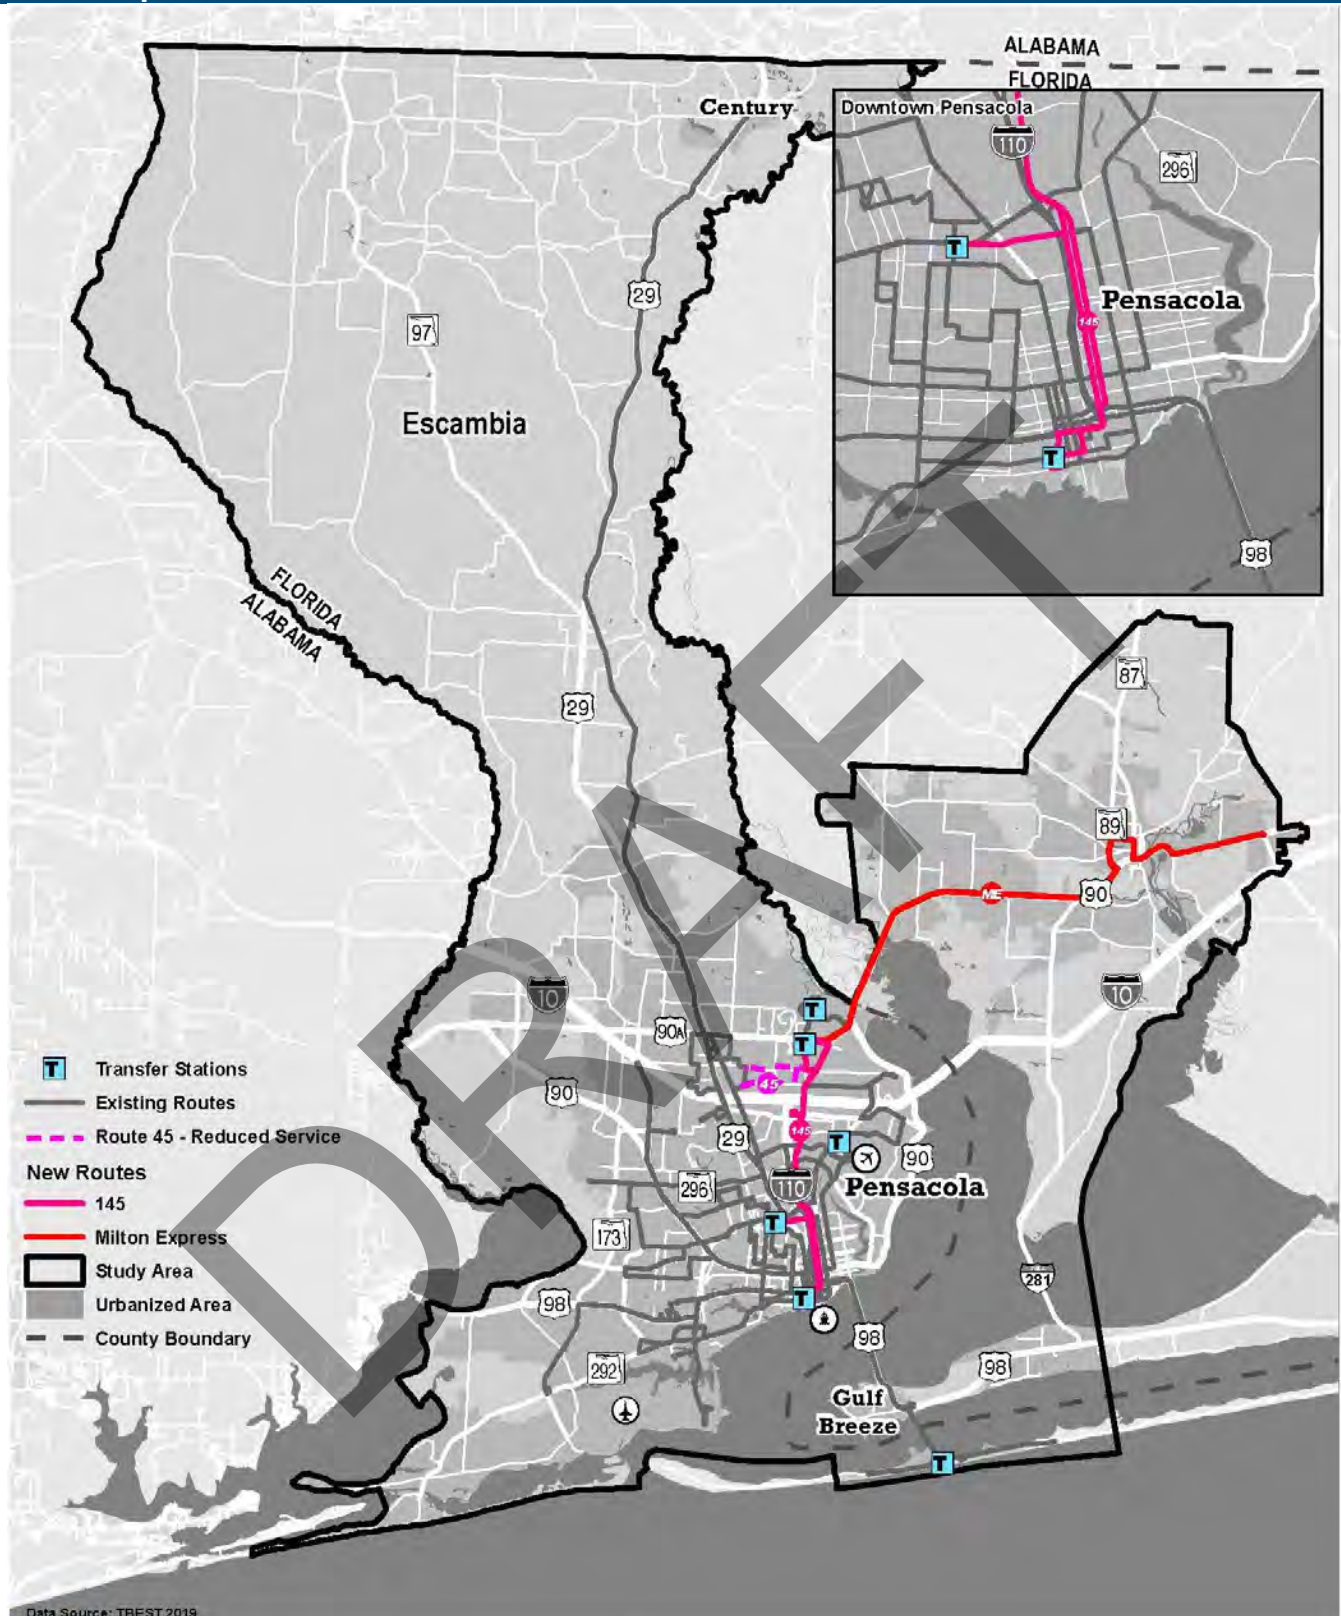 ALABAMA
FLORIDA
Century
Downtown Pensacola
110
296
29
97
145
Pensacola
Escambia
98
FLORIDA
ALABAMA
87
29
89
ME
90
10
10
90A
45
90
145
29
90
296
110
Pensacola
173
281
98
98
98
292
Gulf
Breeze
T Transfer Stations
Existing Routes
Route 45 - Reduced Service
New Routes
145
Milton Express
Study Area
Urbanized Area
County Boundary
T
T
T
T
T
T
T
T
DRAFT
Data Source: TBEST 2019